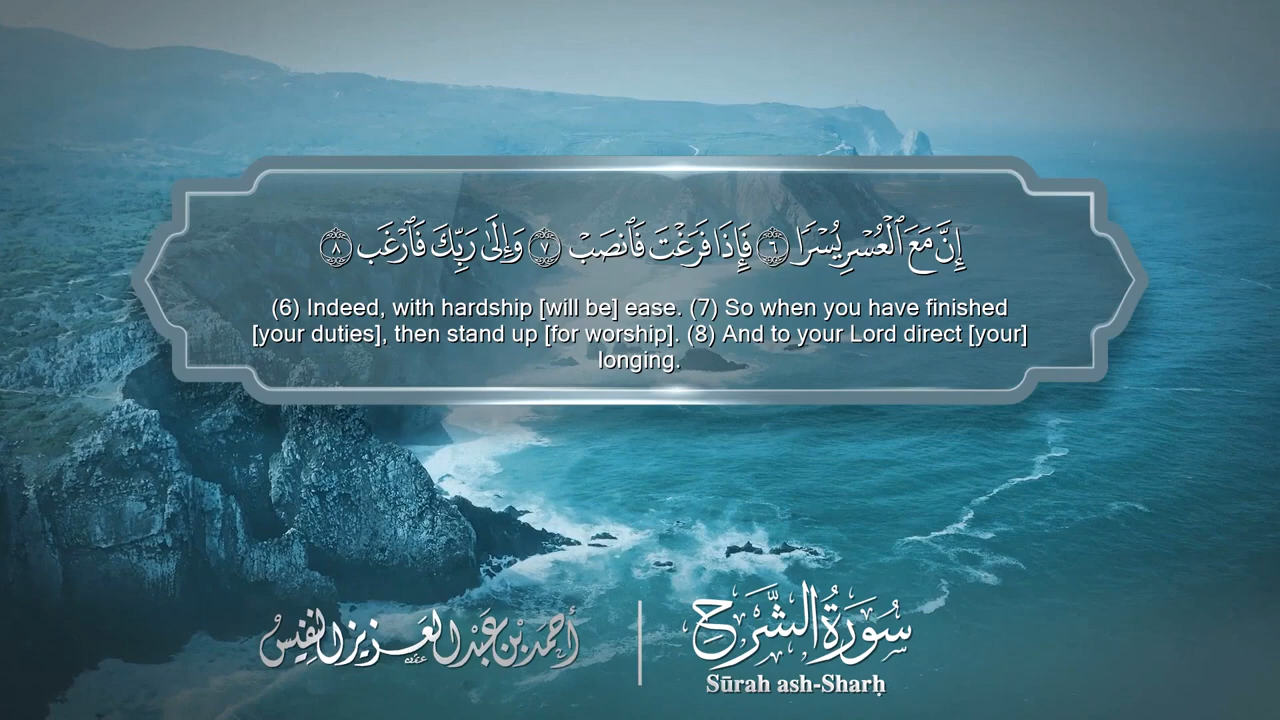 إِنَّ مَعَ ٱلْعُسْرِ يُسْرًا ۝٦ فَإِذَا فَرَغْتَ فَٱنصَبْ ۝٧ وَإِلَىٰ رَبِّكَ فَٱرْغَب ۝٨
(6) Indeed, with hardship [will be] ease. (7) So when you have finished
[your duties], then stand up [for worship]. (8) And to your Lord direct [your]
longing.
سُورَةُ الشَّرَحِ
Sūrah ash-Sharḥ
أحمد بن عبد العزيز النفيس